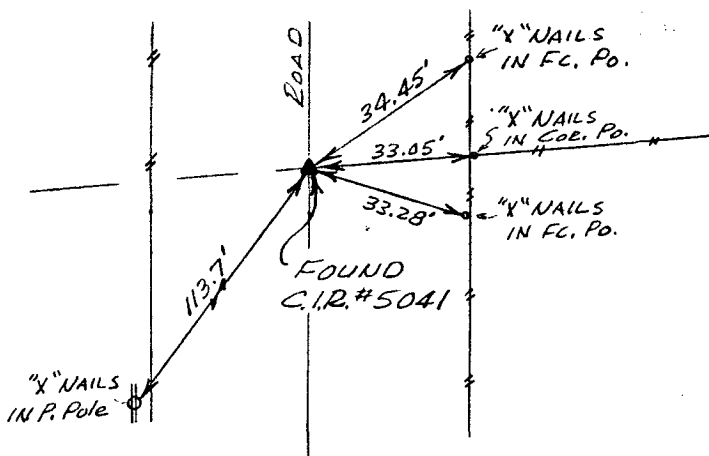 "X" NAILS
IN FC. PO.
ROAD
34.45'
"X" NAILS
IN COR. PO.
33.05'
33.28'
"X" NAILS
IN FC. PO.
113.7'
FOUND
C.I.R. #5041
"X" NAILS
IN P. Pole